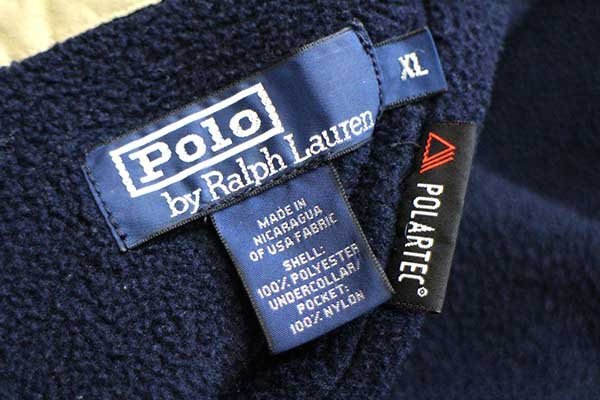 Polo
by Ralph Lauren
XL
MADE IN
NICARAGUA
OF USA FABRIC
SHELL:
100% POLYESTER
UNDERCOLLAR/
POCKET:
100% NYLON
POLARTEC®